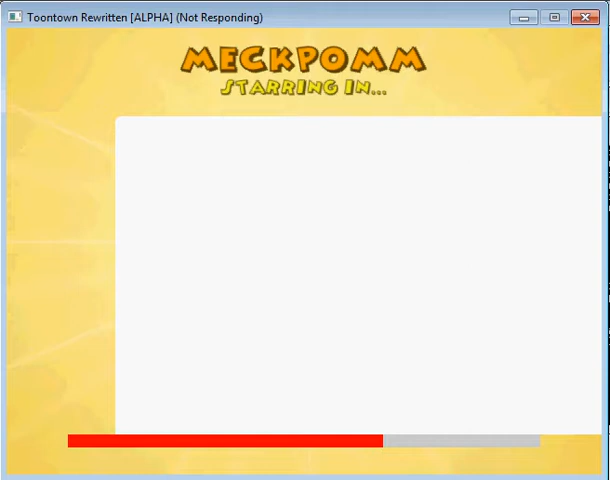 Toontown Rewritten [ALPHA] (Not Responding)
MECKPOMM
STARRING IN...